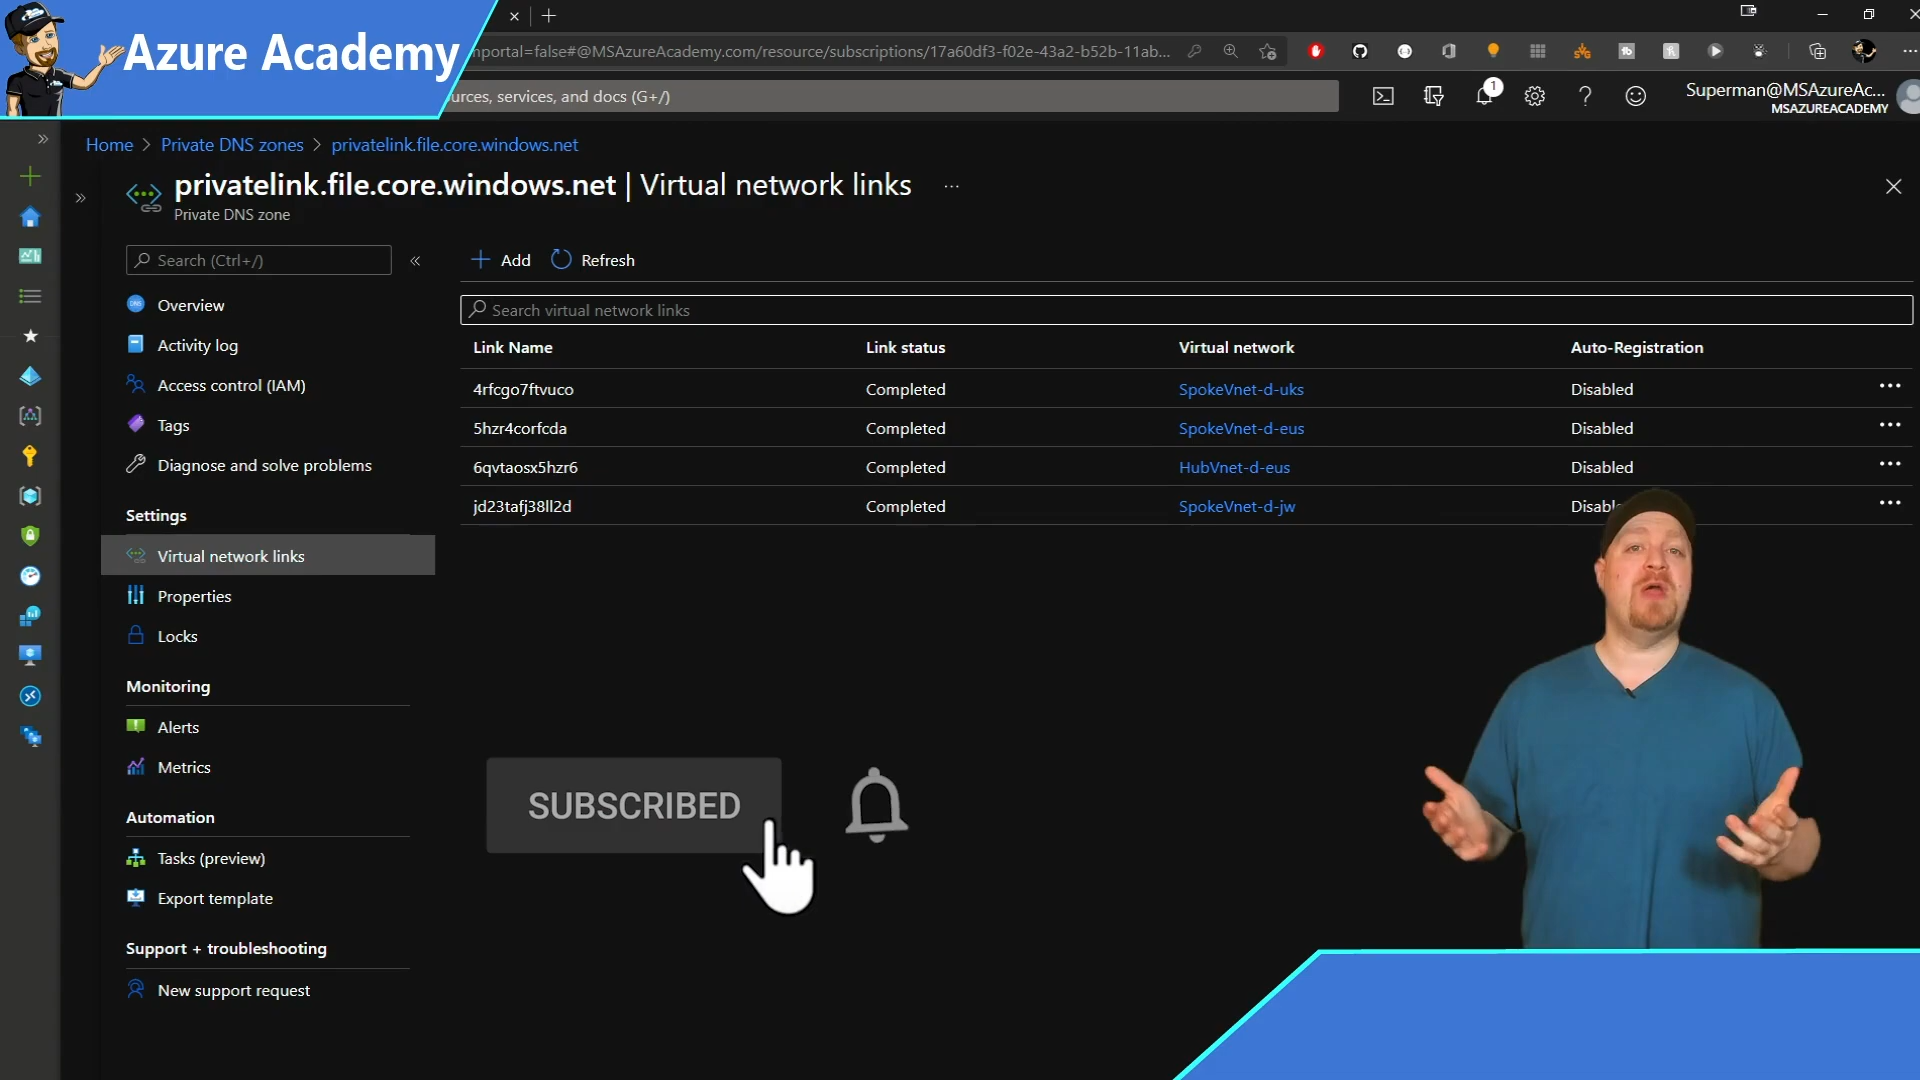 Azure Academy
nportal=false#@MSAzureAcademy.com/resource/subscriptions/17a60df3-f02e-43a2-b52b-11ab...
urces, services, and docs (G+/)
1
Superman@MSAzureAc...
MSAZUREACADEMY
Home > Private DNS zones > privatelink.file.core.windows.net
privatelink.file.core.windows.net | Virtual network links ...
Private DNS zone
Search (Ctrl+/)
«
Add
Refresh
Search virtual network links
Overview
Activity log
Access control (IAM)
Tags
Diagnose and solve problems
Settings
Virtual network links
Properties
Locks
Monitoring
Alerts
Metrics
Automation
Tasks (preview)
Export template
Support + troubleshooting
New support request
Link Name Link status Virtual network Auto-Registration
4rfcgo7ftvuco Completed SpokeVnet-d-uks Disabled
5hzr4corfcda Completed SpokeVnet-d-eus Disabled
6qvtaosx5hzr6 Completed HubVnet-d-eus Disabled
jd23tafj38ll2d Completed SpokeVnet-d-jw Disabl
SUBSCRIBED